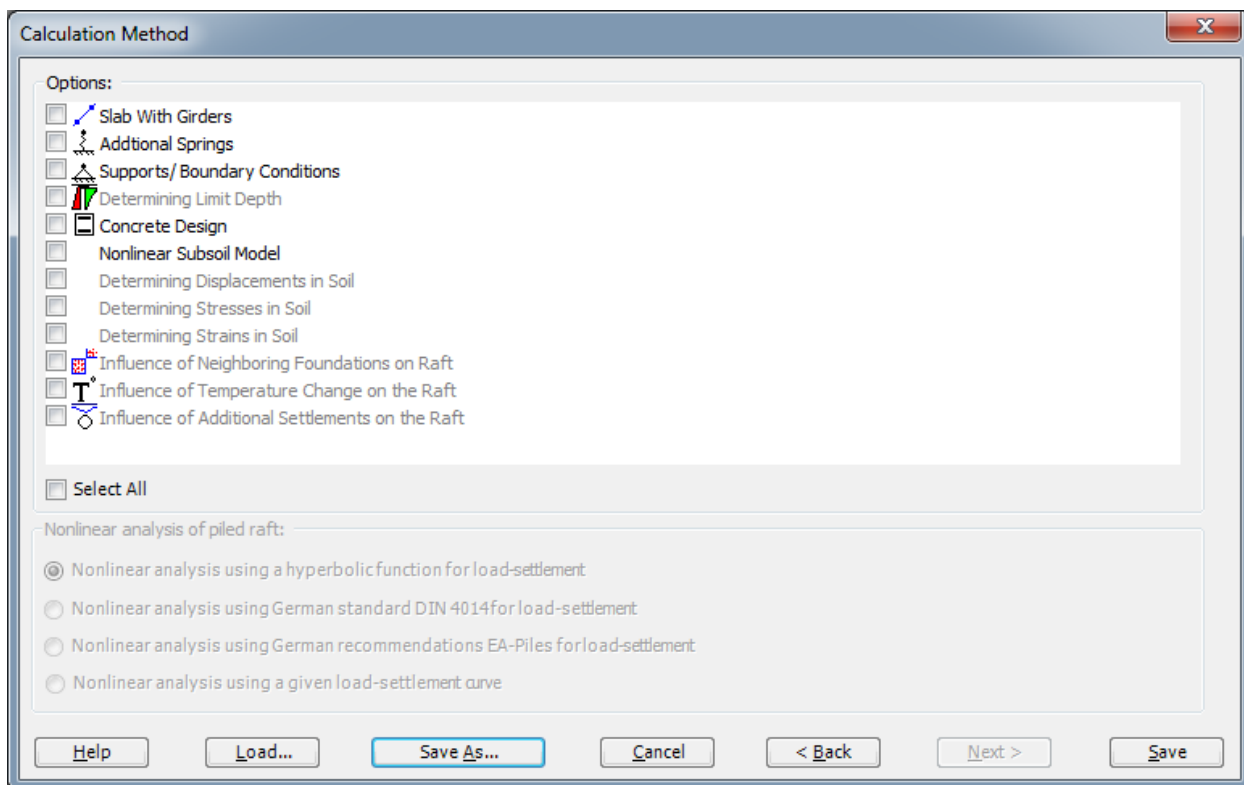 Calculation Method
Options:
Slab With Girders
Addtional Springs
Supports/ Boundary Conditions
Determining Limit Depth
Concrete Design
Nonlinear Subsoil Model
Determining Displacements in Soil
Determining Stresses in Soil
Determining Strains in Soil
Influence of Neighboring Foundations on Raft
Influence of Temperature Change on the Raft
Influence of Additional Settlements on the Raft
Select All
Nonlinear analysis of piled raft:
Nonlinear analysis using a hyperbolic function for load-settlement
Nonlinear analysis using German standard DIN 4014 for load-settlement
Nonlinear analysis using German recommendations EA-Piles for load-settlement
Nonlinear analysis using a given load-settlement curve
Help Load... Save As... Cancel < Back Next > Save